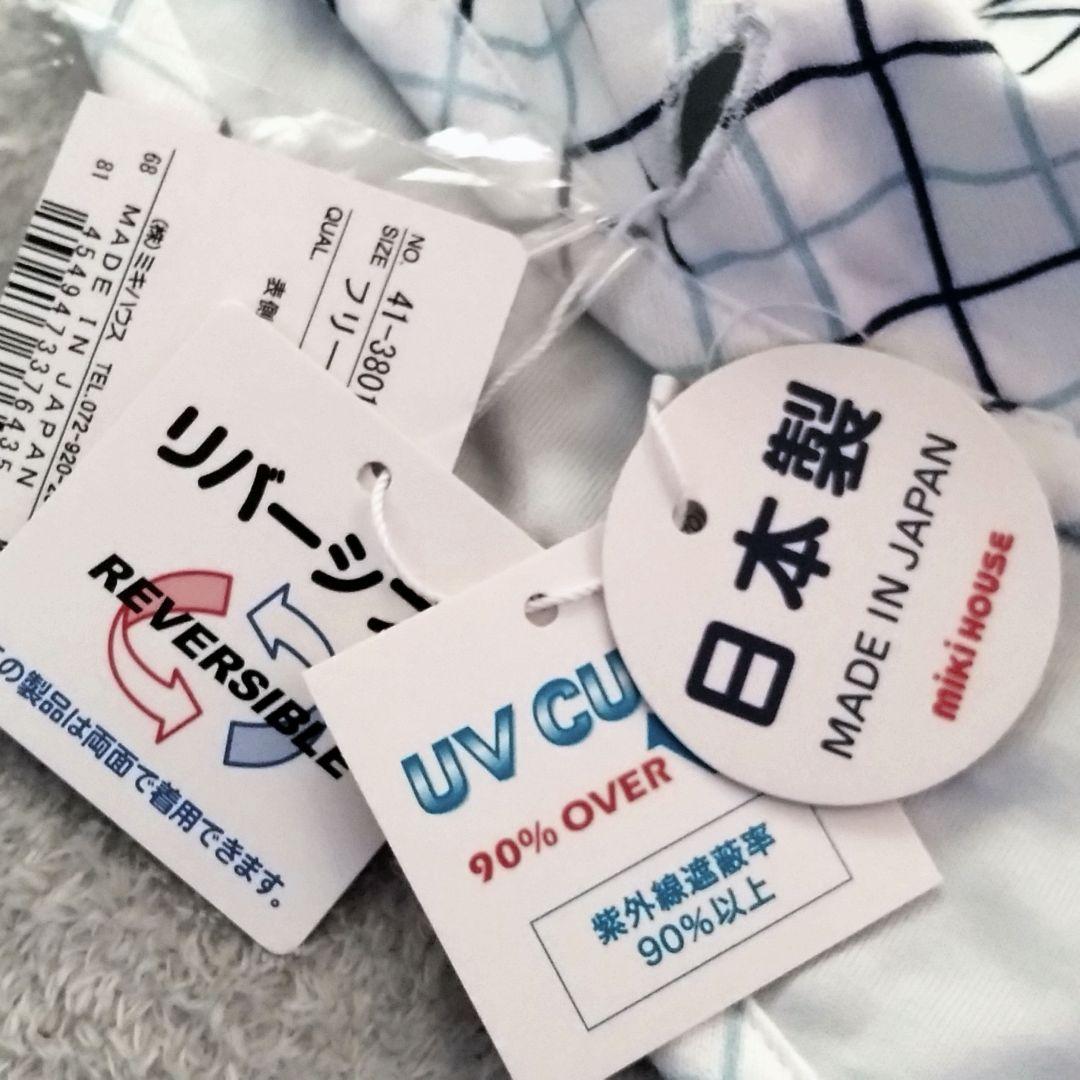 NO. 41-3801
SIZE フリー
QUAL
表側
(株)ミキハウス TEL.072-920-2
MADE IN JAPAN
4549473376435
68
81
リバーシブ
REVERSIBLE
の製品は両面で着用できます。
UV CU
90% OVER
紫外線遮蔽率
90%以上
日本製
MADE IN JAPAN
miki HOUSE